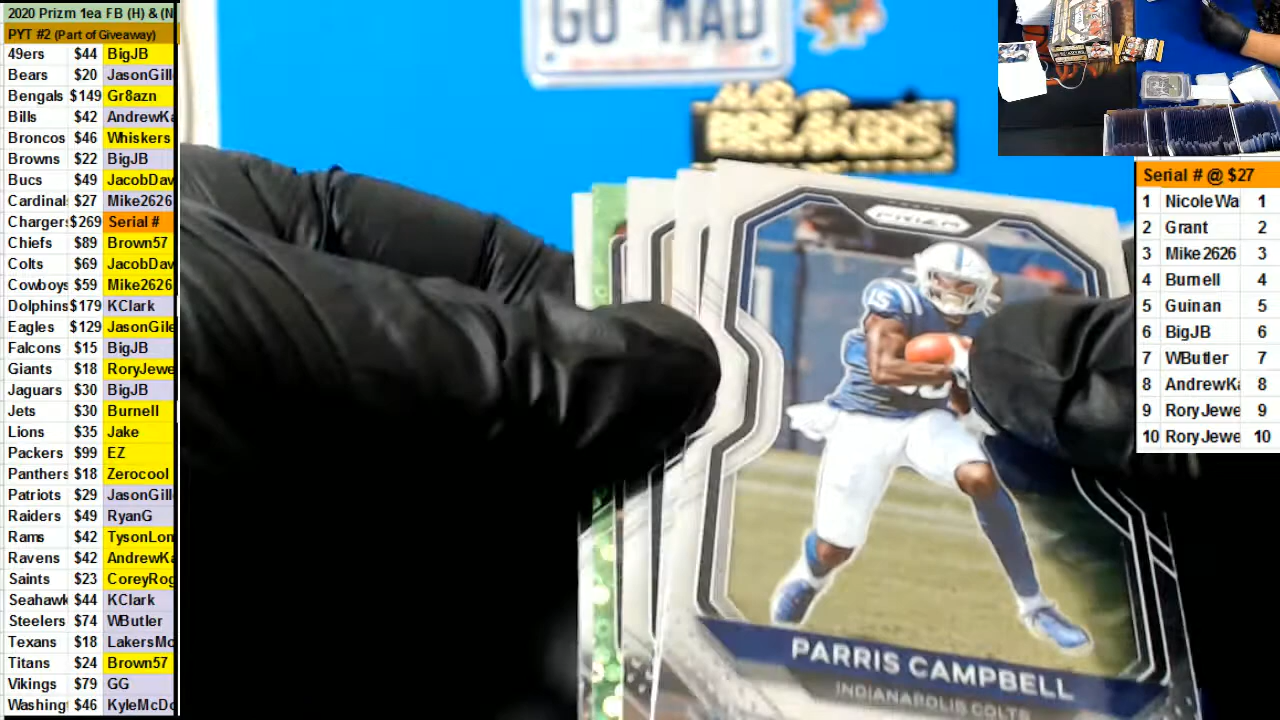 2020 Prizm 1ea FB (H) & (N
PYT #2 (Part of Giveaway)
49ers $44 BigJB
Bears $20 JasonGill
Bengals $149 Gr8azn
Bills $42 AndrewKa
Broncos $46 Whiskers
Browns $22 BigJB
Bucs $49 JacobDav
Cardinals $27 Mike2626
Chargers $269 Serial #
Chiefs $89 Brown57
Colts $69 JacobDav
Cowboys $59 Mike2626
Dolphins $179 KClark
Eagles $129 JasonGile
Falcons $15 BigJB
Giants $18 RoryJewe
Jaguars $30 BigJB
Jets $30 Burnell
Lions $35 Jake
Packers $99 EZ
Panthers $18 Zerocool
Patriots $29 JasonGill
Raiders $49 RyanG
Rams $42 TysonLon
Ravens $42 AndrewKa
Saints $23 CoreyRog
Seahawk $44 KClark
Steelers $74 WButler
Texans $18 LakersMc
Titans $24 Brown57
Vikings $79 GG
Washing $46 KyleMcDo
GO MAD
BREAKERS
PRIZM
15
PARRIS CAMPBELL
INDIANAPOLIS COLTS
Serial # @ $27
1 NicoleWa 1
2 Grant 2
3 Mike2626 3
4 Burnell 4
5 Guinan 5
6 BigJB 6
7 WButler 7
8 AndrewKa 8
9 RoryJewe 9
10 RoryJewe 10